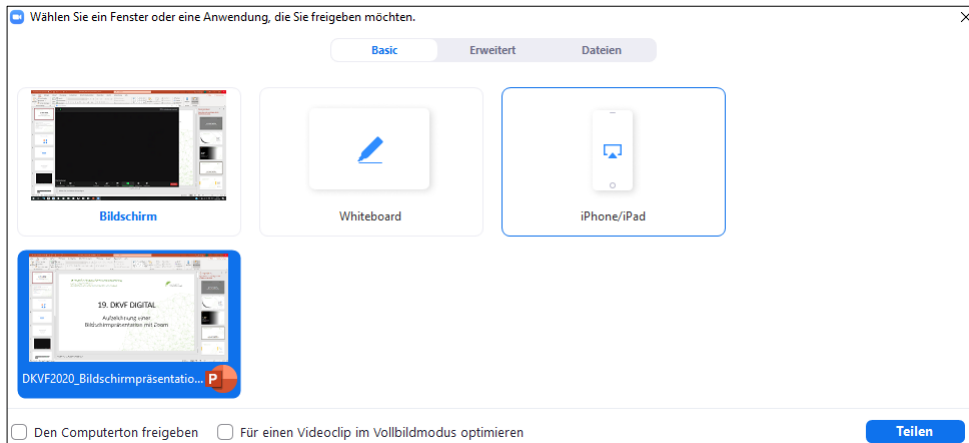 Wählen Sie ein Fenster oder eine Anwendung, die Sie freigeben möchten.
Basic Erweitert Dateien
Bildschirm Whiteboard iPhone/iPad
19. DKVF DIGITAL
Aufzeichnung einer
Bildschirmpräsentation mit Zoom
DKVF2020_Bildschirmpräsentatio... P
Den Computerton freigeben Für einen Videoclip im Vollbildmodus optimieren Teilen